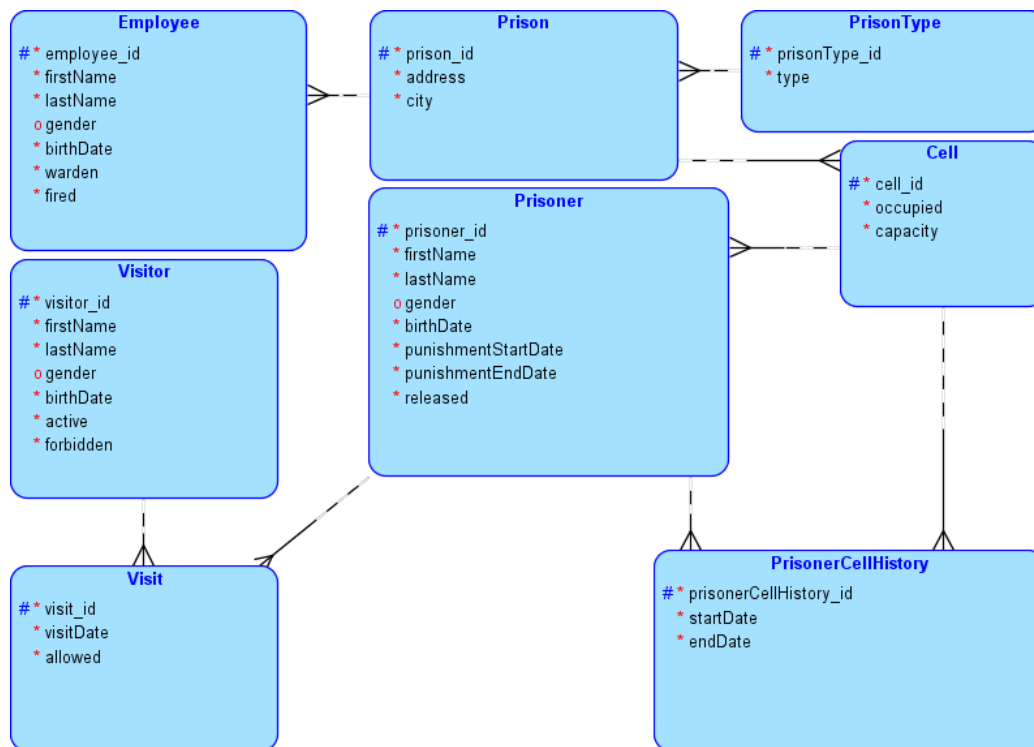 Employee
# * employee_id
* firstName
* lastName
o gender
* birthDate
* warden
* fired
Prison
# * prison_id
* address
* city
PrisonType
# * prisonType_id
* type
Cell
# * cell_id
* occupied
* capacity
Prisoner
# * prisoner_id
* firstName
* lastName
o gender
* birthDate
* punishmentStartDate
* punishmentEndDate
* released
Visitor
# * visitor_id
* firstName
* lastName
o gender
* birthDate
* active
* forbidden
Visit
# * visit_id
* visitDate
* allowed
PrisonerCellHistory
# * prisonerCellHistory_id
* startDate
* endDate